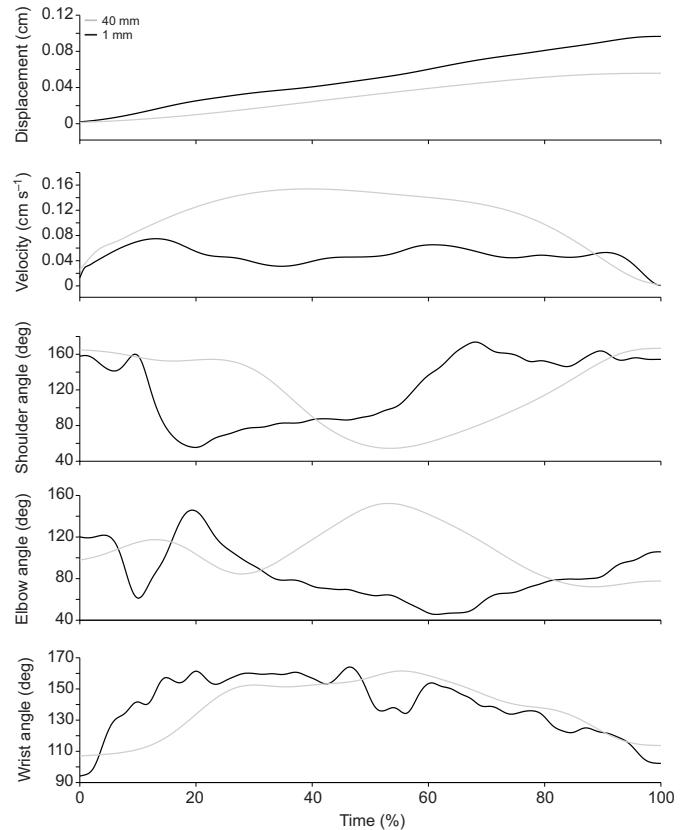 0.12
40 mm
1 mm
0.08
0.04
0
Displacement (cm)
0.16
0.12
0.08
0.04
0
Velocity (cm s⁻¹)
160
120
80
40
Shoulder angle (deg)
160
120
80
40
Elbow angle (deg)
170
150
130
110
90
Wrist angle (deg)
0 20 40 60 80 100
Time (%)